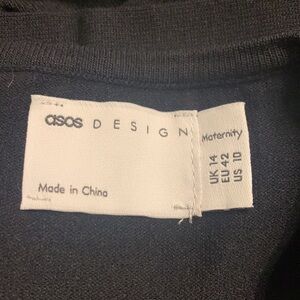 asos DESIGN
Made in China
Maternity
UK 14
EU 42
US 10